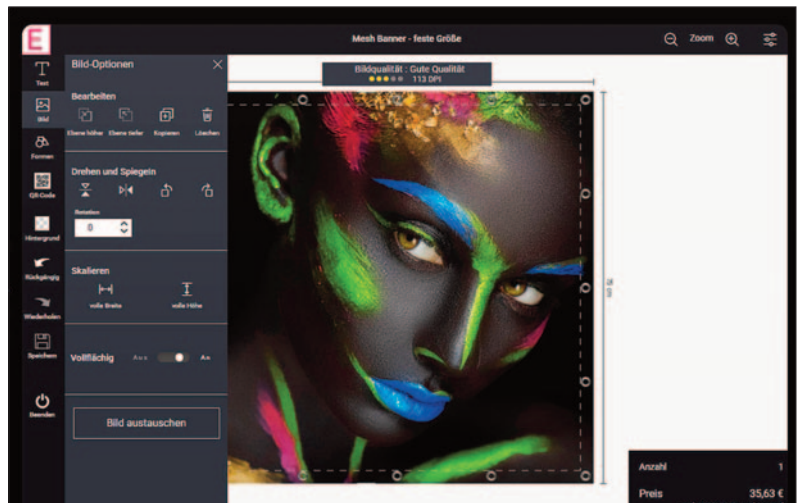 E
Mesh Banner - feste Größe
Zoom
Text
Bild
Formen
QR-Code
Hintergrund
Rückgängig
Wiederholen
Speichern
Beenden
Bild-Optionen
Bearbeiten
Ebene höher Ebene tiefer Kopieren Löschen
Drehen und Spiegeln
Rotation
0
Skalieren
volle Breite volle Höhe
Vollflächig Aus An
Bild austauschen
Bildqualität : Gute Qualität
113 DPI
Anzahl 1
Preis 35,63 €